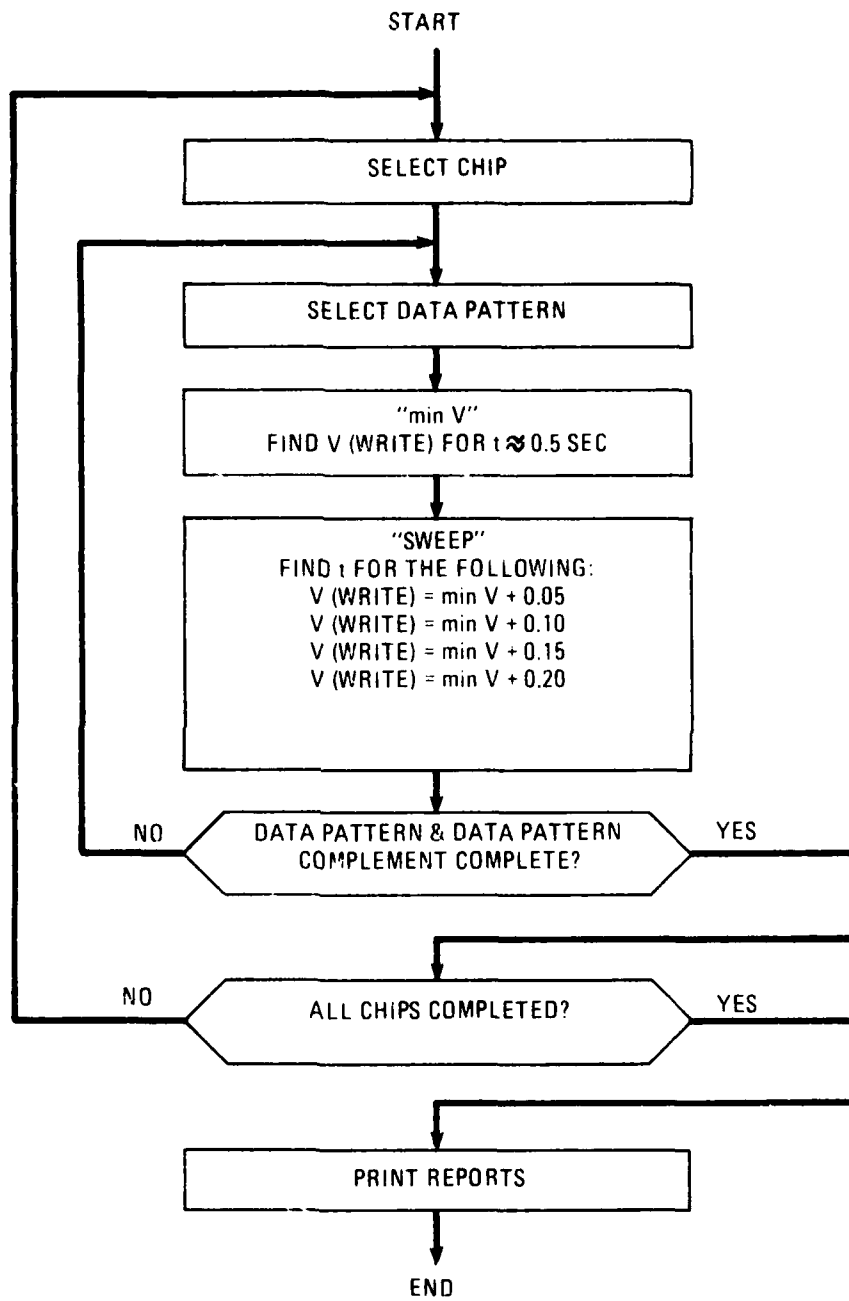 START
SELECT CHIP
SELECT DATA PATTERN
"min V"
FIND V (WRITE) FOR t ≈ 0.5 SEC
"SWEEP"
FIND t FOR THE FOLLOWING:
V (WRITE) = min V + 0.05
V (WRITE) = min V + 0.10
V (WRITE) = min V + 0.15
V (WRITE) = min V + 0.20
NO
DATA PATTERN & DATA PATTERN
COMPLEMENT COMPLETE?
YES
NO
ALL CHIPS COMPLETED?
YES
PRINT REPORTS
END